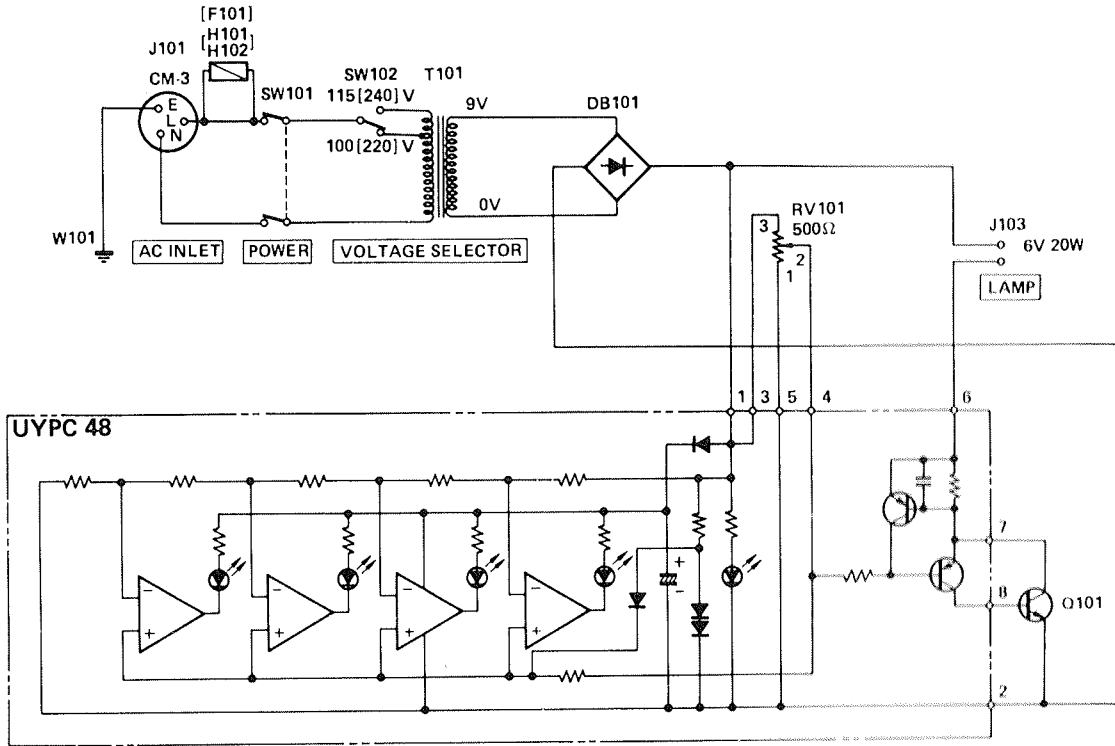 [F101]
[H101]
H102
J101
CM-3
E
L
N
SW101
SW102
115[240]V
100[220]V
T101
9V
0V
DB101
W101
AC INLET
POWER
VOLTAGE SELECTOR
RV101
500Ω
3
2
1
J103
6V 20W
LAMP
1
3
5
4
6
UYPC 48
7
8
Q101
2
+
-
−
+
−
+
−
+
−
+